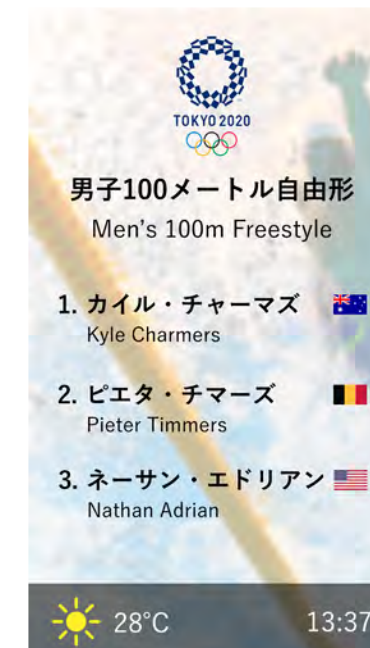 TOKYO 2020
男子100メートル自由形
Men's 100m Freestyle
1. カイル・チャーマズ
Kyle Charmers
2. ピエタ・チマーズ
Pieter Timmers
3. ネーサン・エドリアン
Nathan Adrian
28°C 13:37